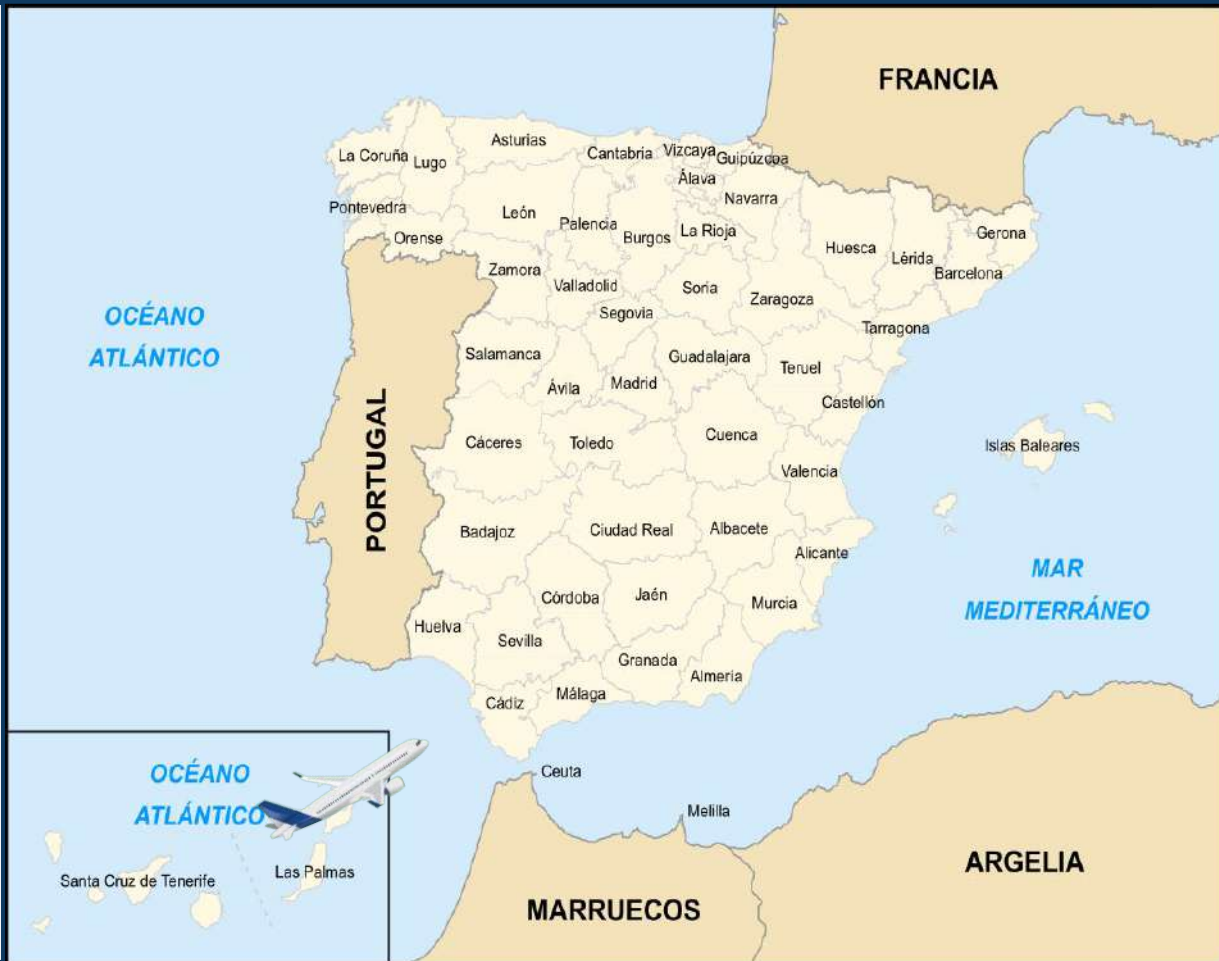 FRANCIA
Asturias
Cantabria
Vizcaya
Guipúzcoa
La Coruña
Lugo
Álava
Navarra
Pontevedra
León
Palencia
Burgos
La Rioja
Orense
Huesca
Lérida
Gerona
Barcelona
Zamora
Valladolid
Soria
Zaragoza
Segovia
OCÉANO
ATLÁNTICO
Tarragona
Salamanca
Guadalajara
Teruel
Ávila
Madrid
Castellón
PORTUGAL
Cáceres
Toledo
Cuenca
Islas Baleares
Valencia
Badajoz
Ciudad Real
Albacete
Alicante
MAR
MEDITERRÁNEO
Córdoba
Jaén
Murcia
Huelva
Sevilla
Granada
Almería
Cádiz
Málaga
Ceuta
OCÉANO
ATLÁNTICO
Melilla
Santa Cruz de Tenerife
Las Palmas
ARGELIA
MARRUECOS